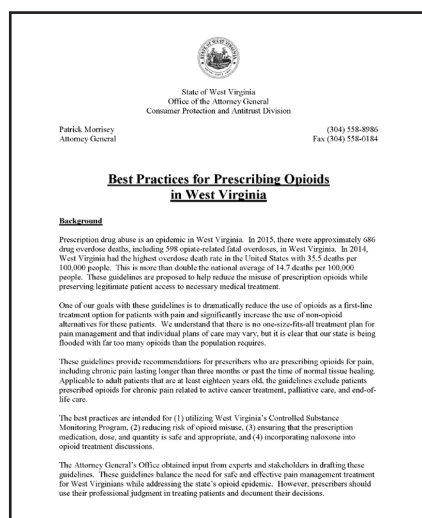 State of West Virginia
Office of the Attorney General
Consumer Protection and Antitrust Division
Patrick Morrisey (304) 558-8986
Attorney General Fax (304) 558-0184
Best Practices for Prescribing Opioids
in West Virginia
Background
Prescription drug abuse is an epidemic in West Virginia. In 2015, there were approximately 686
drug overdose deaths, including 598 opiate-related fatal overdoses, in West Virginia. In 2014,
West Virginia had the highest overdose death rate in the United States with 35.5 deaths per
100,000 people. This is more than double the national average of 14.7 deaths per 100,000
people. These guidelines are proposed to help reduce the misuse of prescription opioids while
preserving legitimate patient access to necessary medical treatment.
One of our goals with these guidelines is to dramatically reduce the use of opioids as a first-line
treatment option for patients with pain and significantly increase the use of non-opioid
alternatives for these patients. We understand that there is no one-size-fits-all treatment plan for
pain management and that individual plans of care may vary, but it is clear that our state is being
flooded with far too many opioids than the population requires.
These guidelines provide recommendations for prescribers who are prescribing opioids for pain,
including chronic pain lasting longer than three months or past the time of normal tissue healing.
Applicable to adult patients that are at least eighteen years old, the guidelines exclude patients
prescribed opioids for chronic pain related to active cancer treatment, palliative care, and end-of-
life care.
The best practices are intended for (1) utilizing West Virginia's Controlled Substance
Monitoring Program, (2) reducing risk of opioid misuse, (3) ensuring that the prescription
medication, dose, and quantity is safe and appropriate, and (4) incorporating naloxone into
opioid treatment discussions.
The Attorney General's Office obtained input from experts and stakeholders in drafting these
guidelines. These guidelines balance the need for safe and effective pain management treatment
for West Virginians while addressing the state's opioid epidemic. However, prescribers should
use their professional judgment in treating patients and document their decisions.